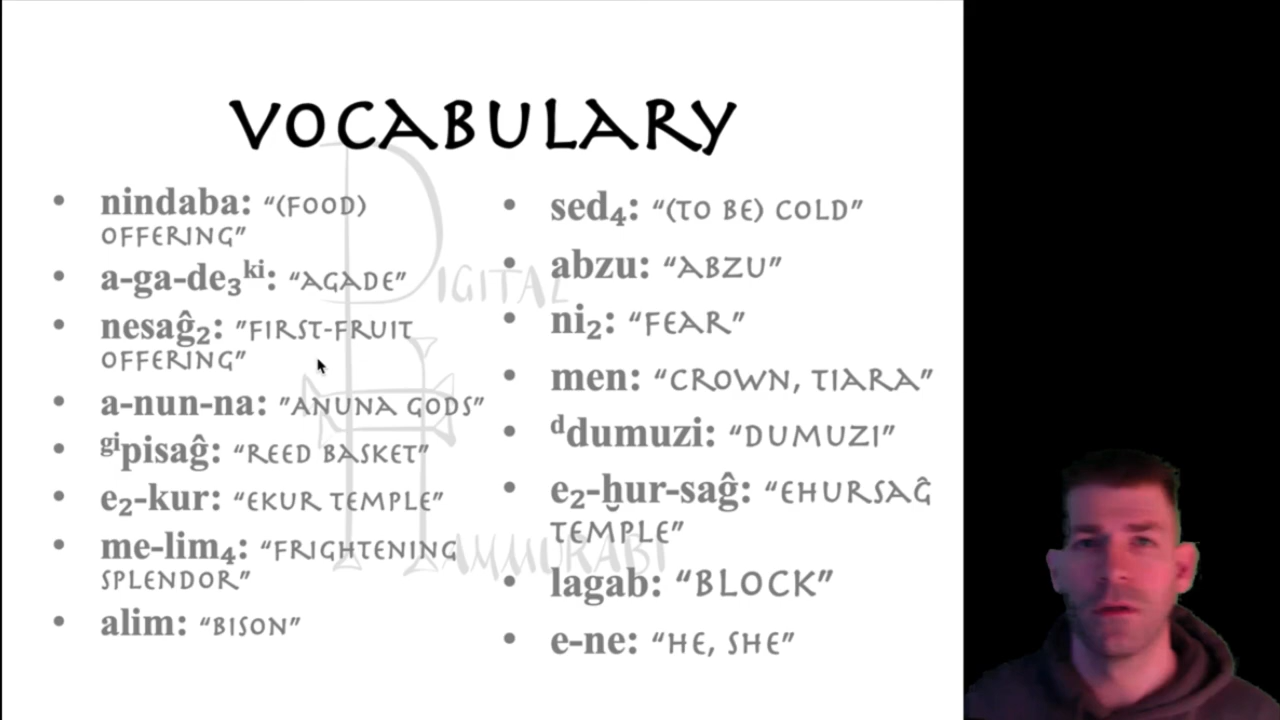 VOCABULARY
nindaba: “(FOOD)
OFFERING”
a-ga-de₃ᵏⁱ: “AGADE”
nesaĝ₂: “FIRST-FRUIT
OFFERING”
a-nun-na: “ANUNA GODS”
ᵍⁱpisaĝ: “REED BASKET”
e₂-kur: “EKUR TEMPLE”
me-lim₄: “FRIGHTENING
SPLENDOR”
alim: “BISON”
sed₄: “(TO BE) COLD”
abzu: “ABZU”
ni₂: “FEAR”
men: “CROWN, TIARA”
ᵈdumuzi: “DUMUZI”
e₂-ḫur-saĝ: “EHURSAĜ
TEMPLE”
lagab: “BLOCK”
e-ne: “HE, SHE”
DIGITAL
HAMMURABI